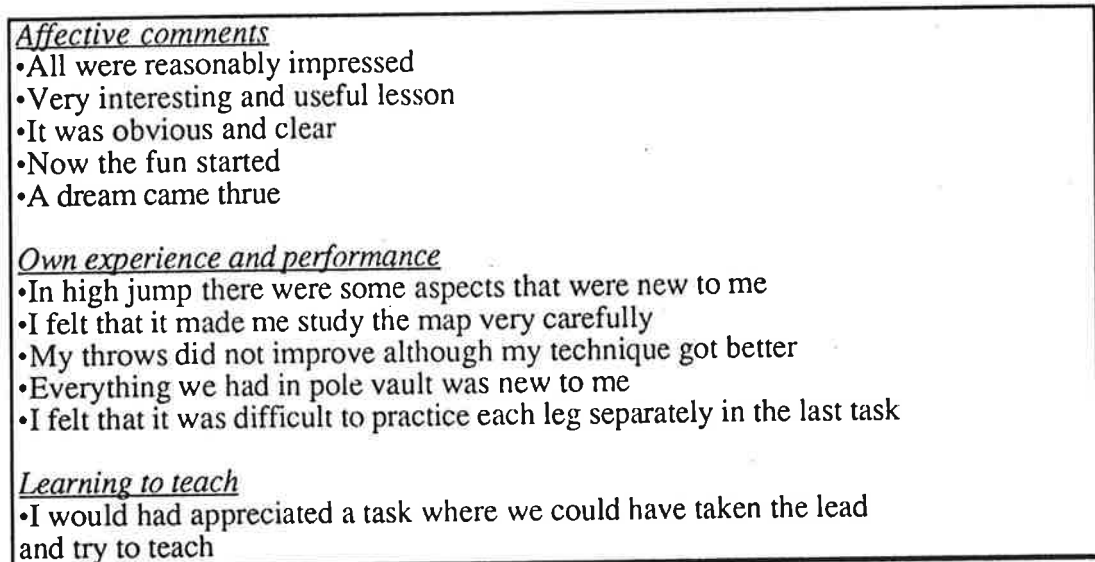 Affective comments
•All were reasonably impressed
•Very interesting and useful lesson
•It was obvious and clear
•Now the fun started
•A dream came thrue
Own experience and performance
•In high jump there were some aspects that were new to me
•I felt that it made me study the map very carefully
•My throws did not improve although my technique got better
•Everything we had in pole vault was new to me
•I felt that it was difficult to practice each leg separately in the last task
Learning to teach
•I would had appreciated a task where we could have taken the lead
and try to teach